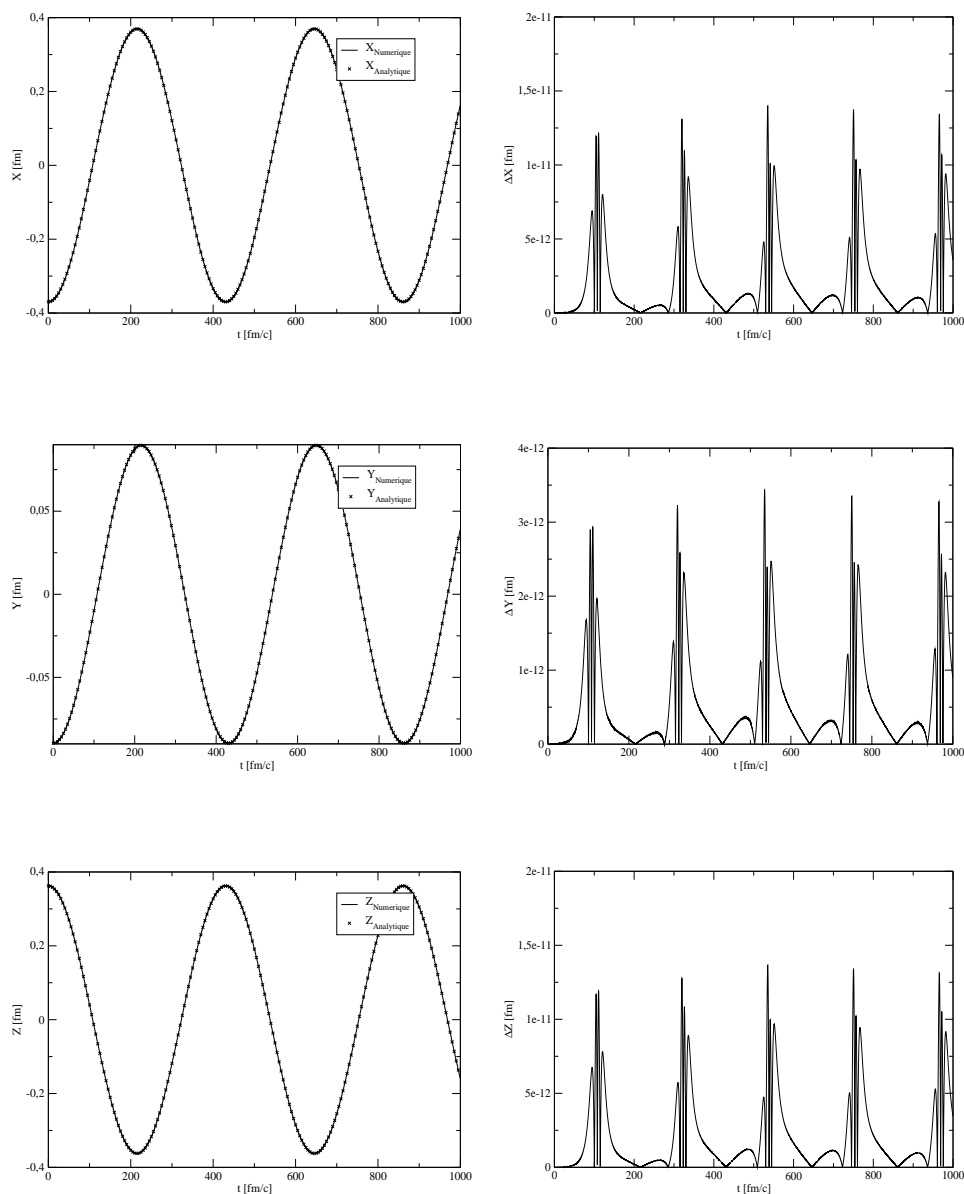 0,4
0,2
0
-0,2
-0,4
X [fm]
X_Numerique
X_Analytique
0 200 400 600 800 1000
t [fm/c]
2e-11
1,5e-11
1e-11
5e-12
0
ΔX [fm]
0 200 400 600 800 1000
t [fm/c]
0,05
0
-0,05
Y [fm]
Y_Numerique
Y_Analytique
0 200 400 600 800 1000
t [fm/c]
4e-12
3e-12
2e-12
1e-12
0
ΔY [fm]
0 200 400 600 800 1000
t [fm/c]
0,4
0,2
0
-0,2
-0,4
Z [fm]
Z_Numerique
Z_Analytique
0 200 400 600 800 1000
t [fm/c]
2e-11
1,5e-11
1e-11
5e-12
0
ΔZ [fm]
0 200 400 600 800 1000
t [fm/c]